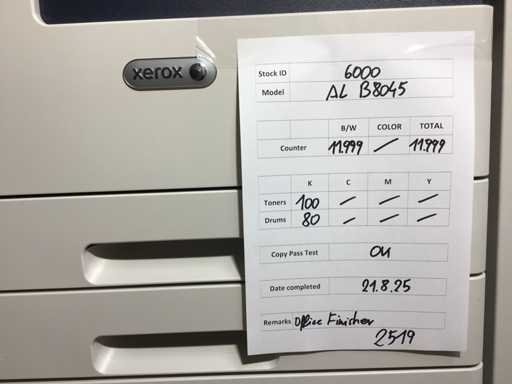 xerox
Stock ID 6000
Model AL B8045
B/W COLOR TOTAL
Counter 11.999 / 11.999
K C M Y
Toners 100 / / /
Drums 80 / / /
Copy Pass Test
Date completed 21.8.25
Remarks Office Finisher
2519